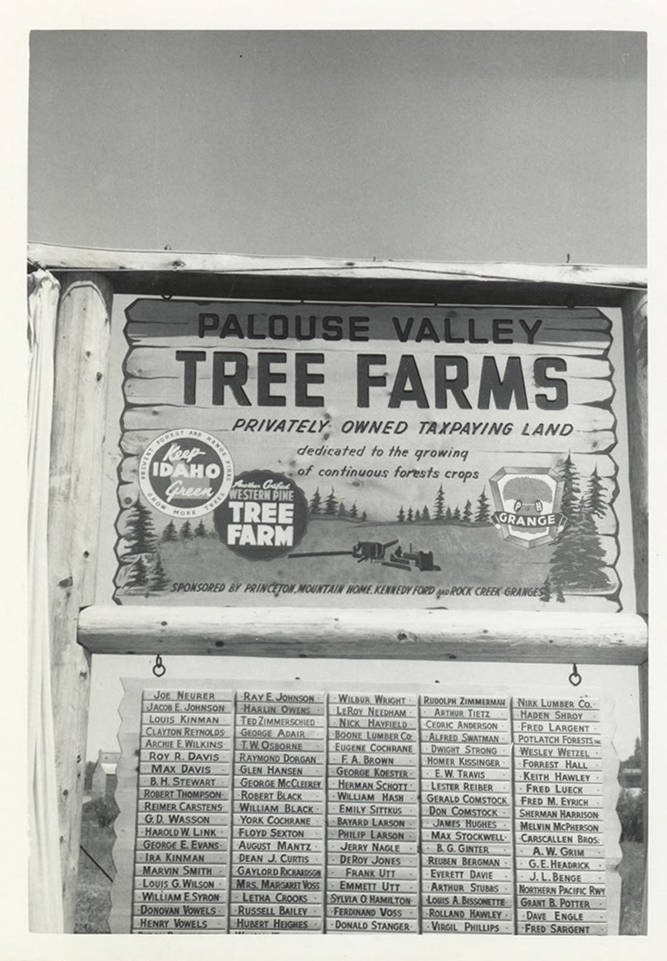 PALOUSE VALLEY
TREE FARMS
PRIVATELY OWNED TAXPAYING LAND
dedicated to the growing
of continuous forests crops
PREVENT FOREST AND RANGE FIRES
Keep
IDAHO
Green
GROW MORE TREES
Another Certified
WESTERN PINE
TREE
FARM
GRANGE
SPONSORED BY PRINCETON, MOUNTAIN HOME, KENNEDY FORD and ROCK CREEK GRANGES
JOE NEURER
JACOB E. JOHNSON
LOUIS KINMAN
CLAYTON REYNOLDS
ARCHIE E. WILKINS
ROY R. DAVIS
MAX DAVIS
B.H. STEWART
ROBERT THOMPSON
REIMER CARSTENS
G.D. WASSON
HAROLD W. LINK
GEORGE E. EVANS
IRA KINMAN
MARVIN SMITH
LOUIS G. WILSON
WILLIAM E SYRON
DONOVAN VOWELS
HENRY VOWELS
RAY E. JOHNSON
HARLIN OWENS
TED ZIMMERSCHIED
GEORGE ADAIR
T.W. OSBORNE
RAYMOND DORGAN
GLEN HANSEN
GEORGE MCCLEEREY
ROBERT BLACK
WILLIAM BLACK
YORK COCHRANE
FLOYD SEXTON
AUGUST MANTZ
DEAN J. CURTIS
GAYLORD RICHARDSON
MRS. MARGARET VOSS
LETHA CROOKS
RUSSELL BAILEY
HUBERT HEIGHES
WILBUR WRIGHT
LEROY NEEDHAM
NICK HAYFIELD
BOONE LUMBER CO
EUGENE COCHRANE
F.A. BROWN
GEORGE KOESTER
HERMAN SCHOTT
WILLIAM HASH
EMILY SITTKUS
BAYARD LARSON
PHILIP LARSON
JERRY NAGLE
DEROY JONES
FRANK UTT
EMMETT UTT
SYLVIA O. HAMILTON
FERDINAND VOSS
DONALD STANGER
RUDOLPH ZIMMERMAN
ARTHUR TIETZ
CEDRIC ANDERSON
ALFRED SWATMAN
DWIGHT STRONG
HOMER KISSINGER
E.W. TRAVIS
LESTER REIBER
GERALD COMSTOCK
DON COMSTOCK
JAMES HUGHES
MAX STOCKWELL
B.G. GINTER
REUBEN BERGMAN
EVERETT DAVIE
ARTHUR STUBBS
LOUIS A. BISSONETTE
ROLLAND HAWLEY
VIRGIL PHILLIPS
NIRK LUMBER CO.
HADEN SHROY
FRED LARGENT
POTLATCH FORESTS INC
WESLEY WETZEL
FORREST HALL
KEITH HAWLEY
FRED LUECK
FRED M. EYRICH
SHERMAN HARRISON
MELVIN MCPHERSON
CARSCALLEN BROS.
A.W. GRIM
G.E. HEADRICK
J.L. BENGE
NORTHERN PACIFIC RWY
GRANT B. POTTER
DAVE ENGLE
FRED SARGENT